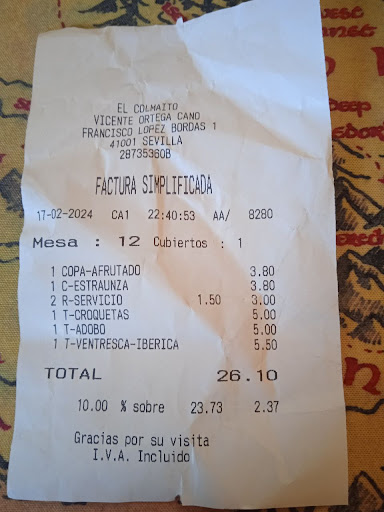 EL COLMAITO
VICENTE ORTEGA CANO
FRANCISCO LOPEZ BORDAS 1
41001 SEVILLA
28735360B
FACTURA SIMPLIFICADA
17-02-2024 CA1 22:40:53 AA/ 8280
Mesa : 12 Cubiertos : 1
1 COPA-AFRUTADO 3.80
1 C-ESTRAUNZA 3.80
2 R-SERVICIO 1.50 3.00
1 T-CROQUETAS 5.00
1 T-ADOBO 5.00
1 T-VENTRESCA-IBERICA 5.50
TOTAL 26.10
10.00 % sobre 23.73 2.37
Gracias por su visita
I.V.A. Incluido